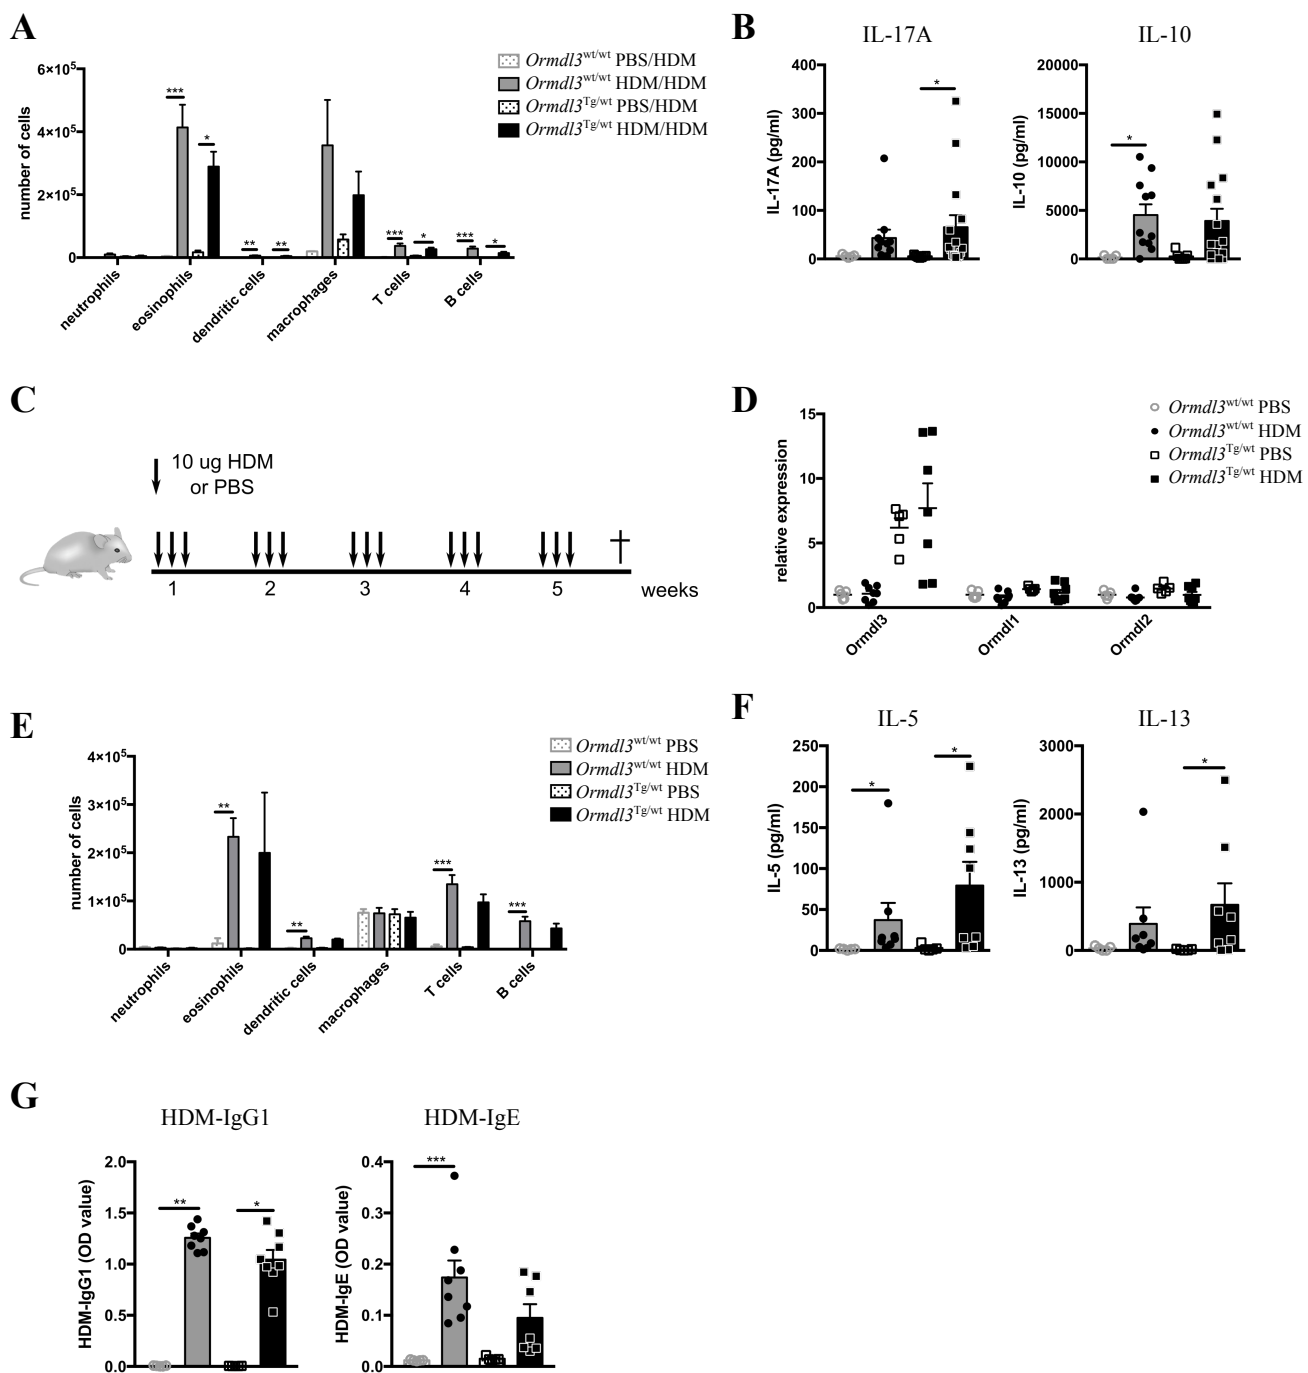 A
Ormdl3wt/wt PBS/HDM
Ormdl3wt/wt HDM/HDM
Ormdl3Tg/wt PBS/HDM
Ormdl3Tg/wt HDM/HDM
number of cells
6×10⁵
4×10⁵
2×10⁵
0
*** * ** ** *** * *** *
neutrophils
eosinophils
dendritic cells
macrophages
T cells
B cells
B
IL-17A
IL-17A (pg/ml)
400
300
200
100
0
*
IL-10
IL-10 (pg/ml)
20000
15000
10000
5000
0
*
C
10 ug HDM
or PBS
1 2 3 4 5 weeks
D
Ormdl3wt/wt PBS
Ormdl3wt/wt HDM
Ormdl3Tg/wt PBS
Ormdl3Tg/wt HDM
relative expression
15
10
5
0
Ormdl3
Ormdl1
Ormdl2
E
Ormdl3wt/wt PBS
Ormdl3wt/wt HDM
Ormdl3Tg/wt PBS
Ormdl3Tg/wt HDM
number of cells
4×10⁵
3×10⁵
2×10⁵
1×10⁵
0
** ** *** ***
neutrophils
eosinophils
dendritic cells
macrophages
T cells
B cells
F
IL-5
IL-5 (pg/ml)
250
200
150
100
50
0
* *
IL-13
IL-13 (pg/ml)
3000
2000
1000
0
*
G
HDM-IgG1
HDM-IgG1 (OD value)
2.0
1.5
1.0
0.5
0.0
** *
HDM-IgE
HDM-IgE (OD value)
0.4
0.3
0.2
0.1
0.0
***